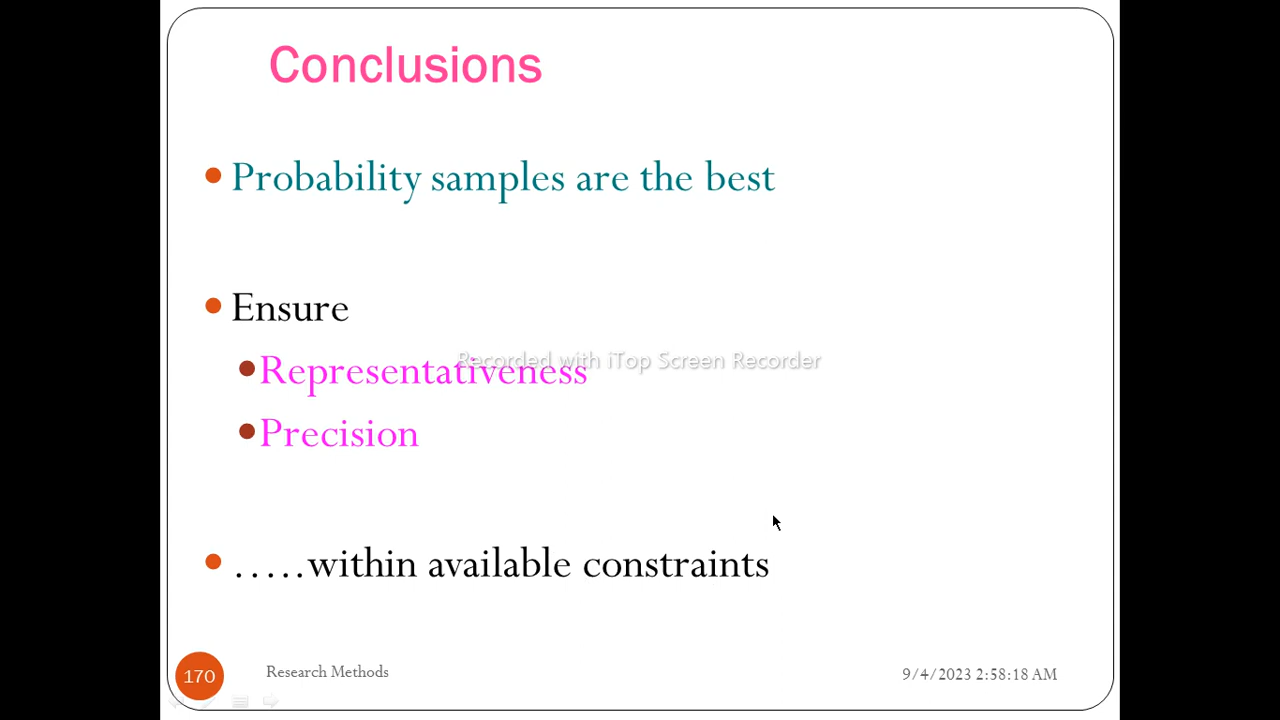 Conclusions
Probability samples are the best
Ensure
Representativeness
Recorded with iTop Screen Recorder
Precision
.....within available constraints
170
Research Methods
9/4/2023 2:58:18 AM